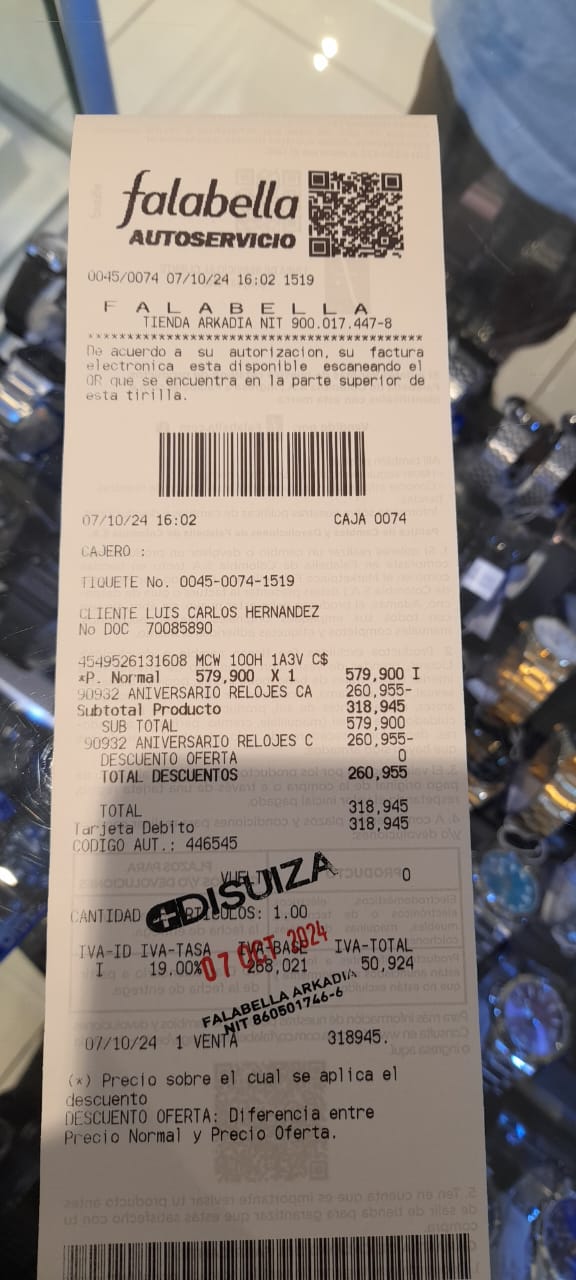 falabella
AUTOSERVICIO
0045/0074 07/10/24 16:02 1519
F A L A B E L L A
TIENDA ARKADIA NIT 900.017.447-8
****************************************************
De acuerdo a su autorizacion, su factura
electronica esta disponible escaneando el
QR que se encuentra en la parte superior de
esta tirilla.
07/10/24 16:02 CAJA 0074
CAJERO :
TIQUETE No. 0045-0074-1519
CLIENTE LUIS CARLOS HERNANDEZ
No DOC 70085890
4549526131608 MCW 100H 1A3V C$
*P. Normal 579,900 X 1 579,900 I
90932 ANIVERSARIO RELOJES CA 260,955-
Subtotal Producto 318,945
SUB TOTAL 579,900
90932 ANIVERSARIO RELOJES C 260,955-
DESCUENTO OFERTA 0
TOTAL DESCUENTOS 260,955
TOTAL 318,945
Tarjeta Debito 318,945
CODIGO AUT.: 446545
0
DISUIZA
CANTIDAD 1.00
IVA-ID IVA-TASA IVA-BASE IVA-TOTAL
I 19.00% 268,021 50,924
07 OCT 2024
FALABELLA ARKADIA
NIT 860501746-6
07/10/24 1 VENTA 318945.
(*) Precio sobre el cual se aplica el
descuento
DESCUENTO OFERTA: Diferencia entre
Precio Normal y Precio Oferta.